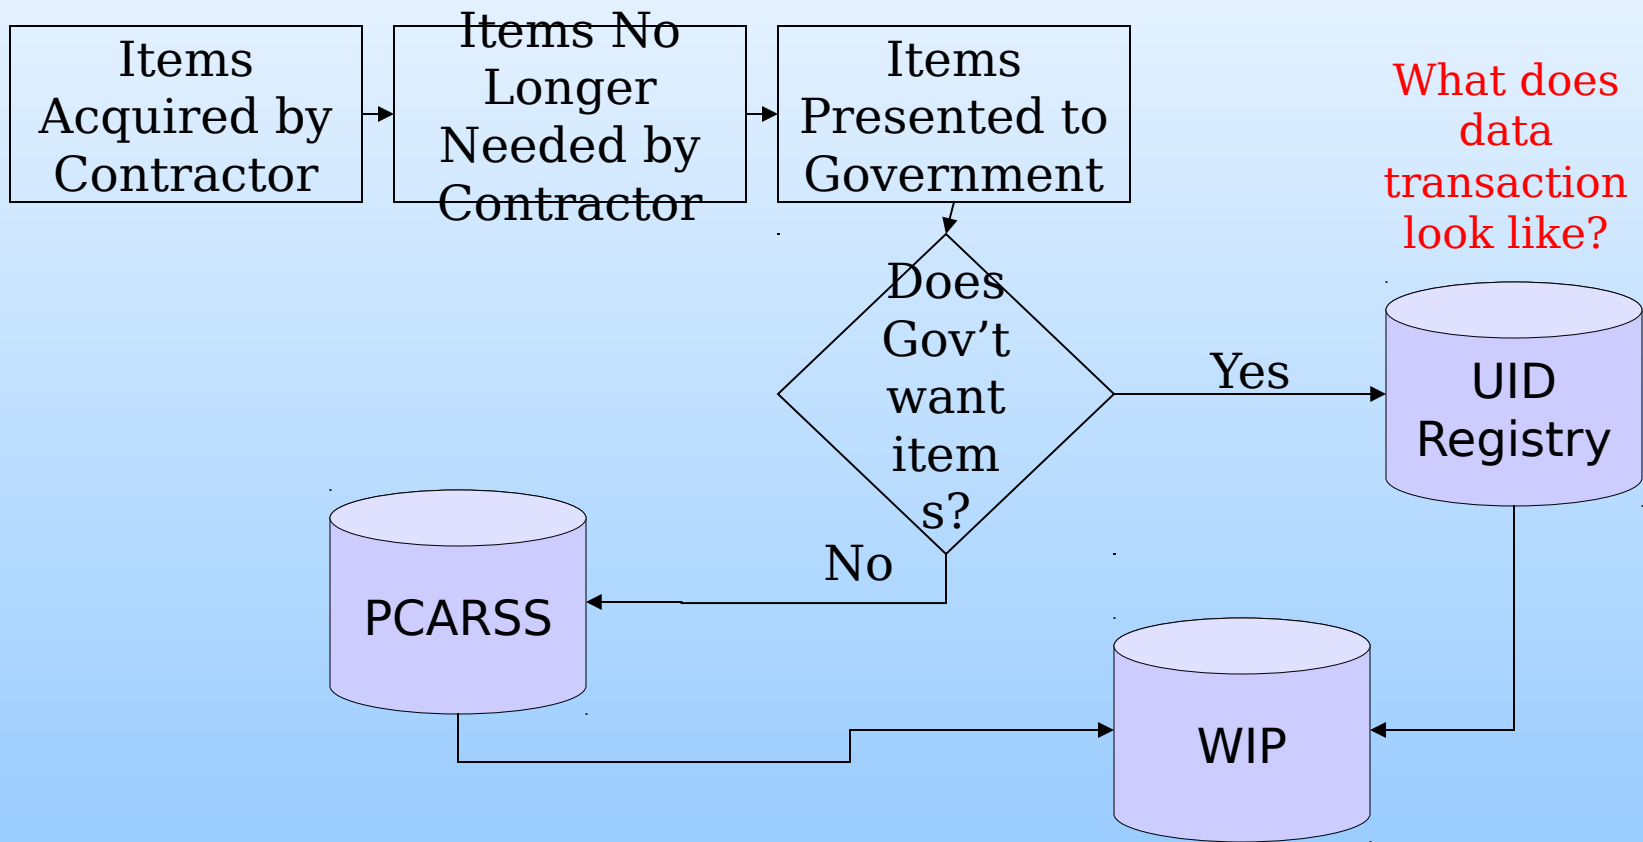 Items
Acquired by
Contractor
Items No
Longer
Needed by
Contractor
Items
Presented to
Government
What does
data
transaction
look like?
Does
Gov’t
want
item
s?
Yes
UID
Registry
No
PCARSS
WIP